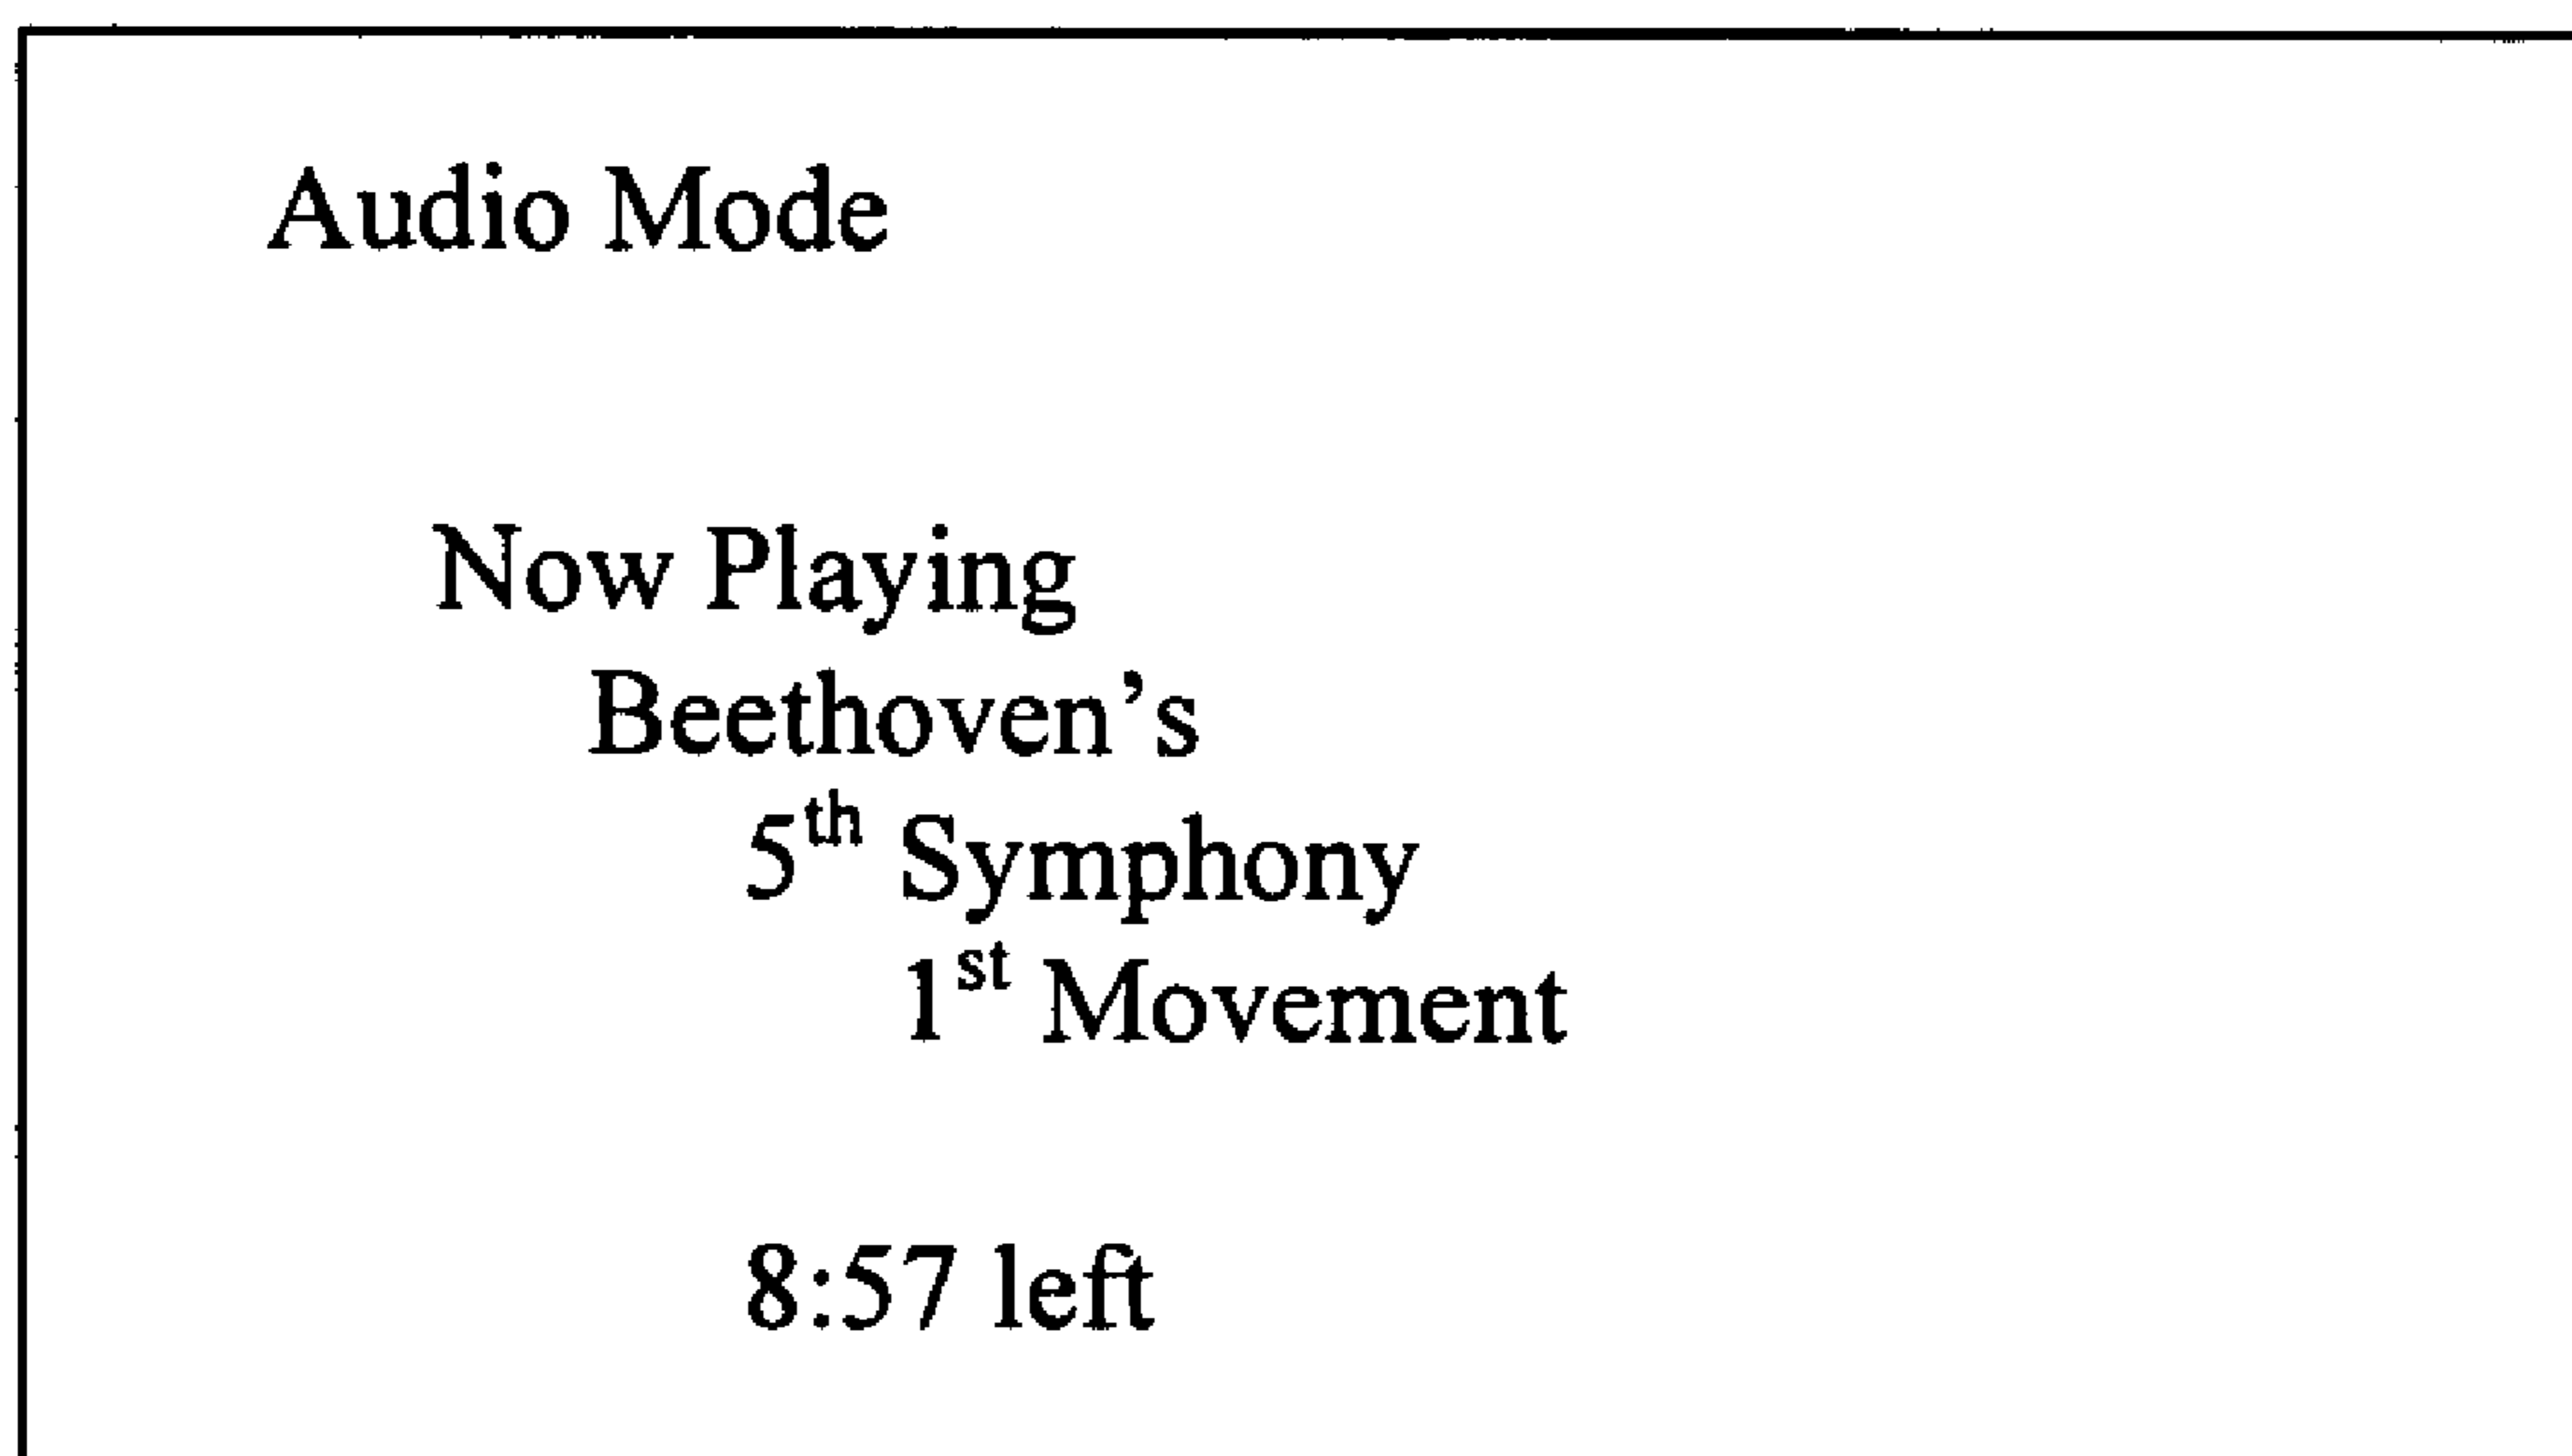 Audio Mode
Now Playing
Beethoven’s
5th Symphony
1st Movement
8:57 left